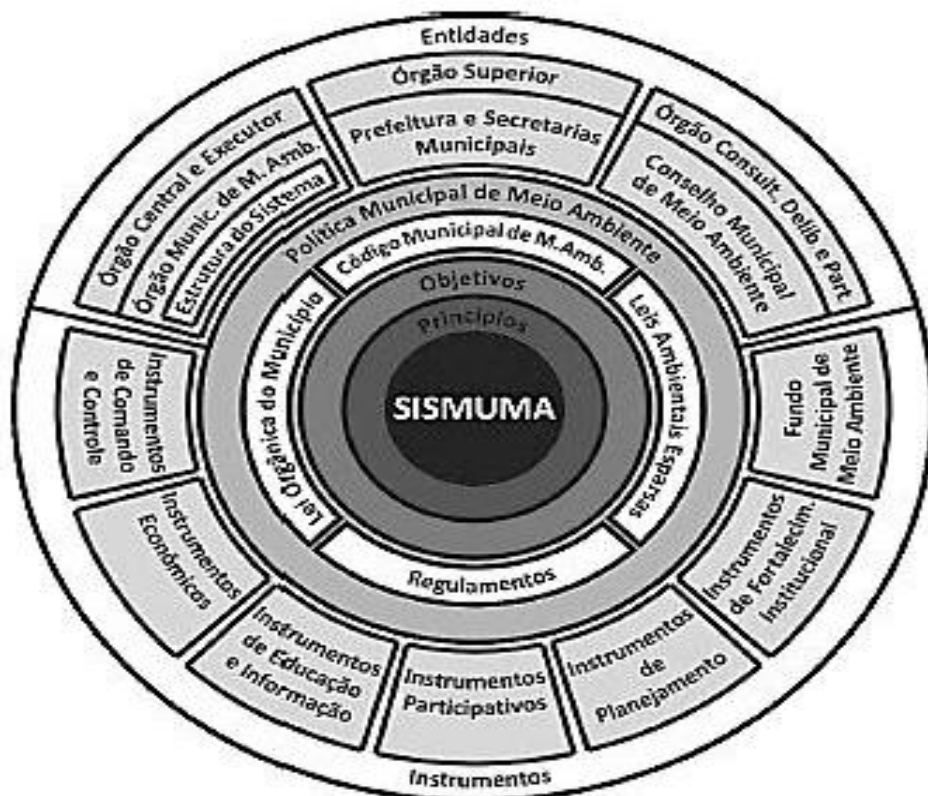 Entidades
Órgão Superior
Prefeitura e Secretarias
Municipais
Órgão Central e Executor
Órgão Munic. de M. Amb.
Estrutura do Sistema
Órgão Consult, Delib e Part
Conselho Municipal
de Meio Ambiente
Política Municipal de Meio Ambiente
Código Municipal de M.Amb.
Lei Orgânica do Município
Leis Ambientais Esparsas
Regulamentos
Objetivos
Princípios
SISMUMA
Instrumentos
de Comando
e Controle
Instrumentos
Econômicos
Instrumentos
de Educação
e Informação
Instrumentos
Participativos
Instrumentos
de
Planejamento
Instrumentos
de Fortalecim.
Institucional
Fundo
Municipal de
Meio Ambiente
Instrumentos